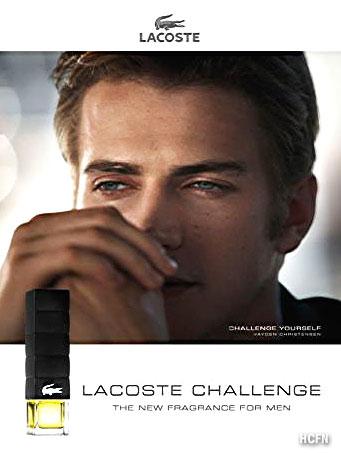 LACOSTE
CHALLENGE YOURSELF
HAYDEN CHRISTENSEN
LACOSTE CHALLENGE
THE NEW FRAGRANCE FOR MEN
HCFN